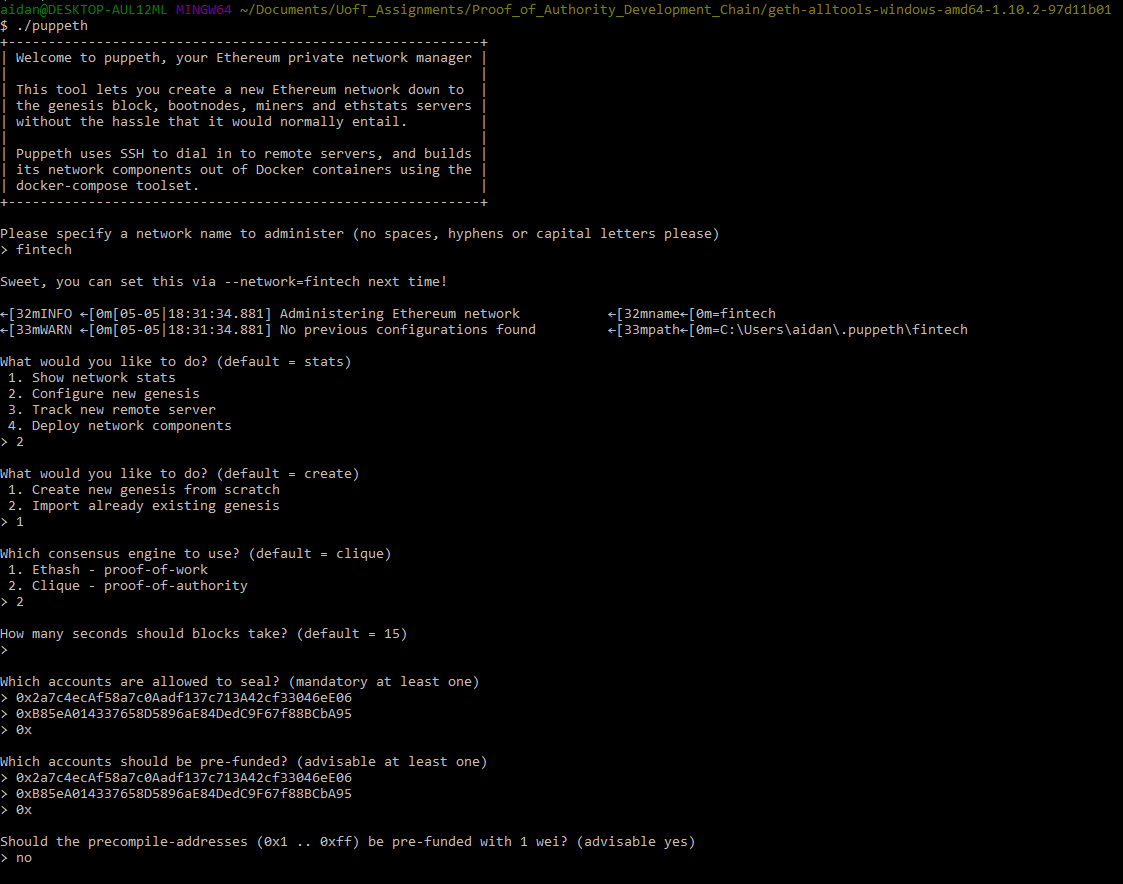 aidan@DESKTOP-AUL12ML MINGW64 ~/Documents/UofT_Assignments/Proof_of_Authority_Development_Chain/geth-alltools-windows-amd64-1.10.2-97d11b01
$ ./puppeth
+-----------------------------------------------------------+
| Welcome to puppeth, your Ethereum private network manager |
|                                                           |
| This tool lets you create a new Ethereum network down to  |
| the genesis block, bootnodes, miners and ethstats servers |
| without the hassle that it would normally entail.         |
|                                                           |
| Puppeth uses SSH to dial in to remote servers, and builds |
| its network components out of Docker containers using the |
| docker-compose toolset.                                   |
+-----------------------------------------------------------+
Please specify a network name to administer (no spaces, hyphens or capital letters please)
> fintech
Sweet, you can set this via --network=fintech next time!
←[32mINFO ←[0m[05-05|18:31:34.881] Administering Ethereum network           ←[32mname←[0m=fintech
←[33mWARN ←[0m[05-05|18:31:34.881] No previous configurations found         ←[33mpath←[0m=C:\Users\aidan\.puppeth\fintech
What would you like to do? (default = stats)
 1. Show network stats
 2. Configure new genesis
 3. Track new remote server
 4. Deploy network components
> 2
What would you like to do? (default = create)
 1. Create new genesis from scratch
 2. Import already existing genesis
> 1
Which consensus engine to use? (default = clique)
 1. Ethash - proof-of-work
 2. Clique - proof-of-authority
> 2
How many seconds should blocks take? (default = 15)
>
Which accounts are allowed to seal? (mandatory at least one)
> 0x2a7c4ecAf58a7c0Aadf137c713A42cf33046eE06
> 0xB85eA014337658D5896aE84DedC9F67f88BCbA95
> 0x
Which accounts should be pre-funded? (advisable at least one)
> 0x2a7c4ecAf58a7c0Aadf137c713A42cf33046eE06
> 0xB85eA014337658D5896aE84DedC9F67f88BCbA95
> 0x
Should the precompile-addresses (0x1 .. 0xff) be pre-funded with 1 wei? (advisable yes)
> no